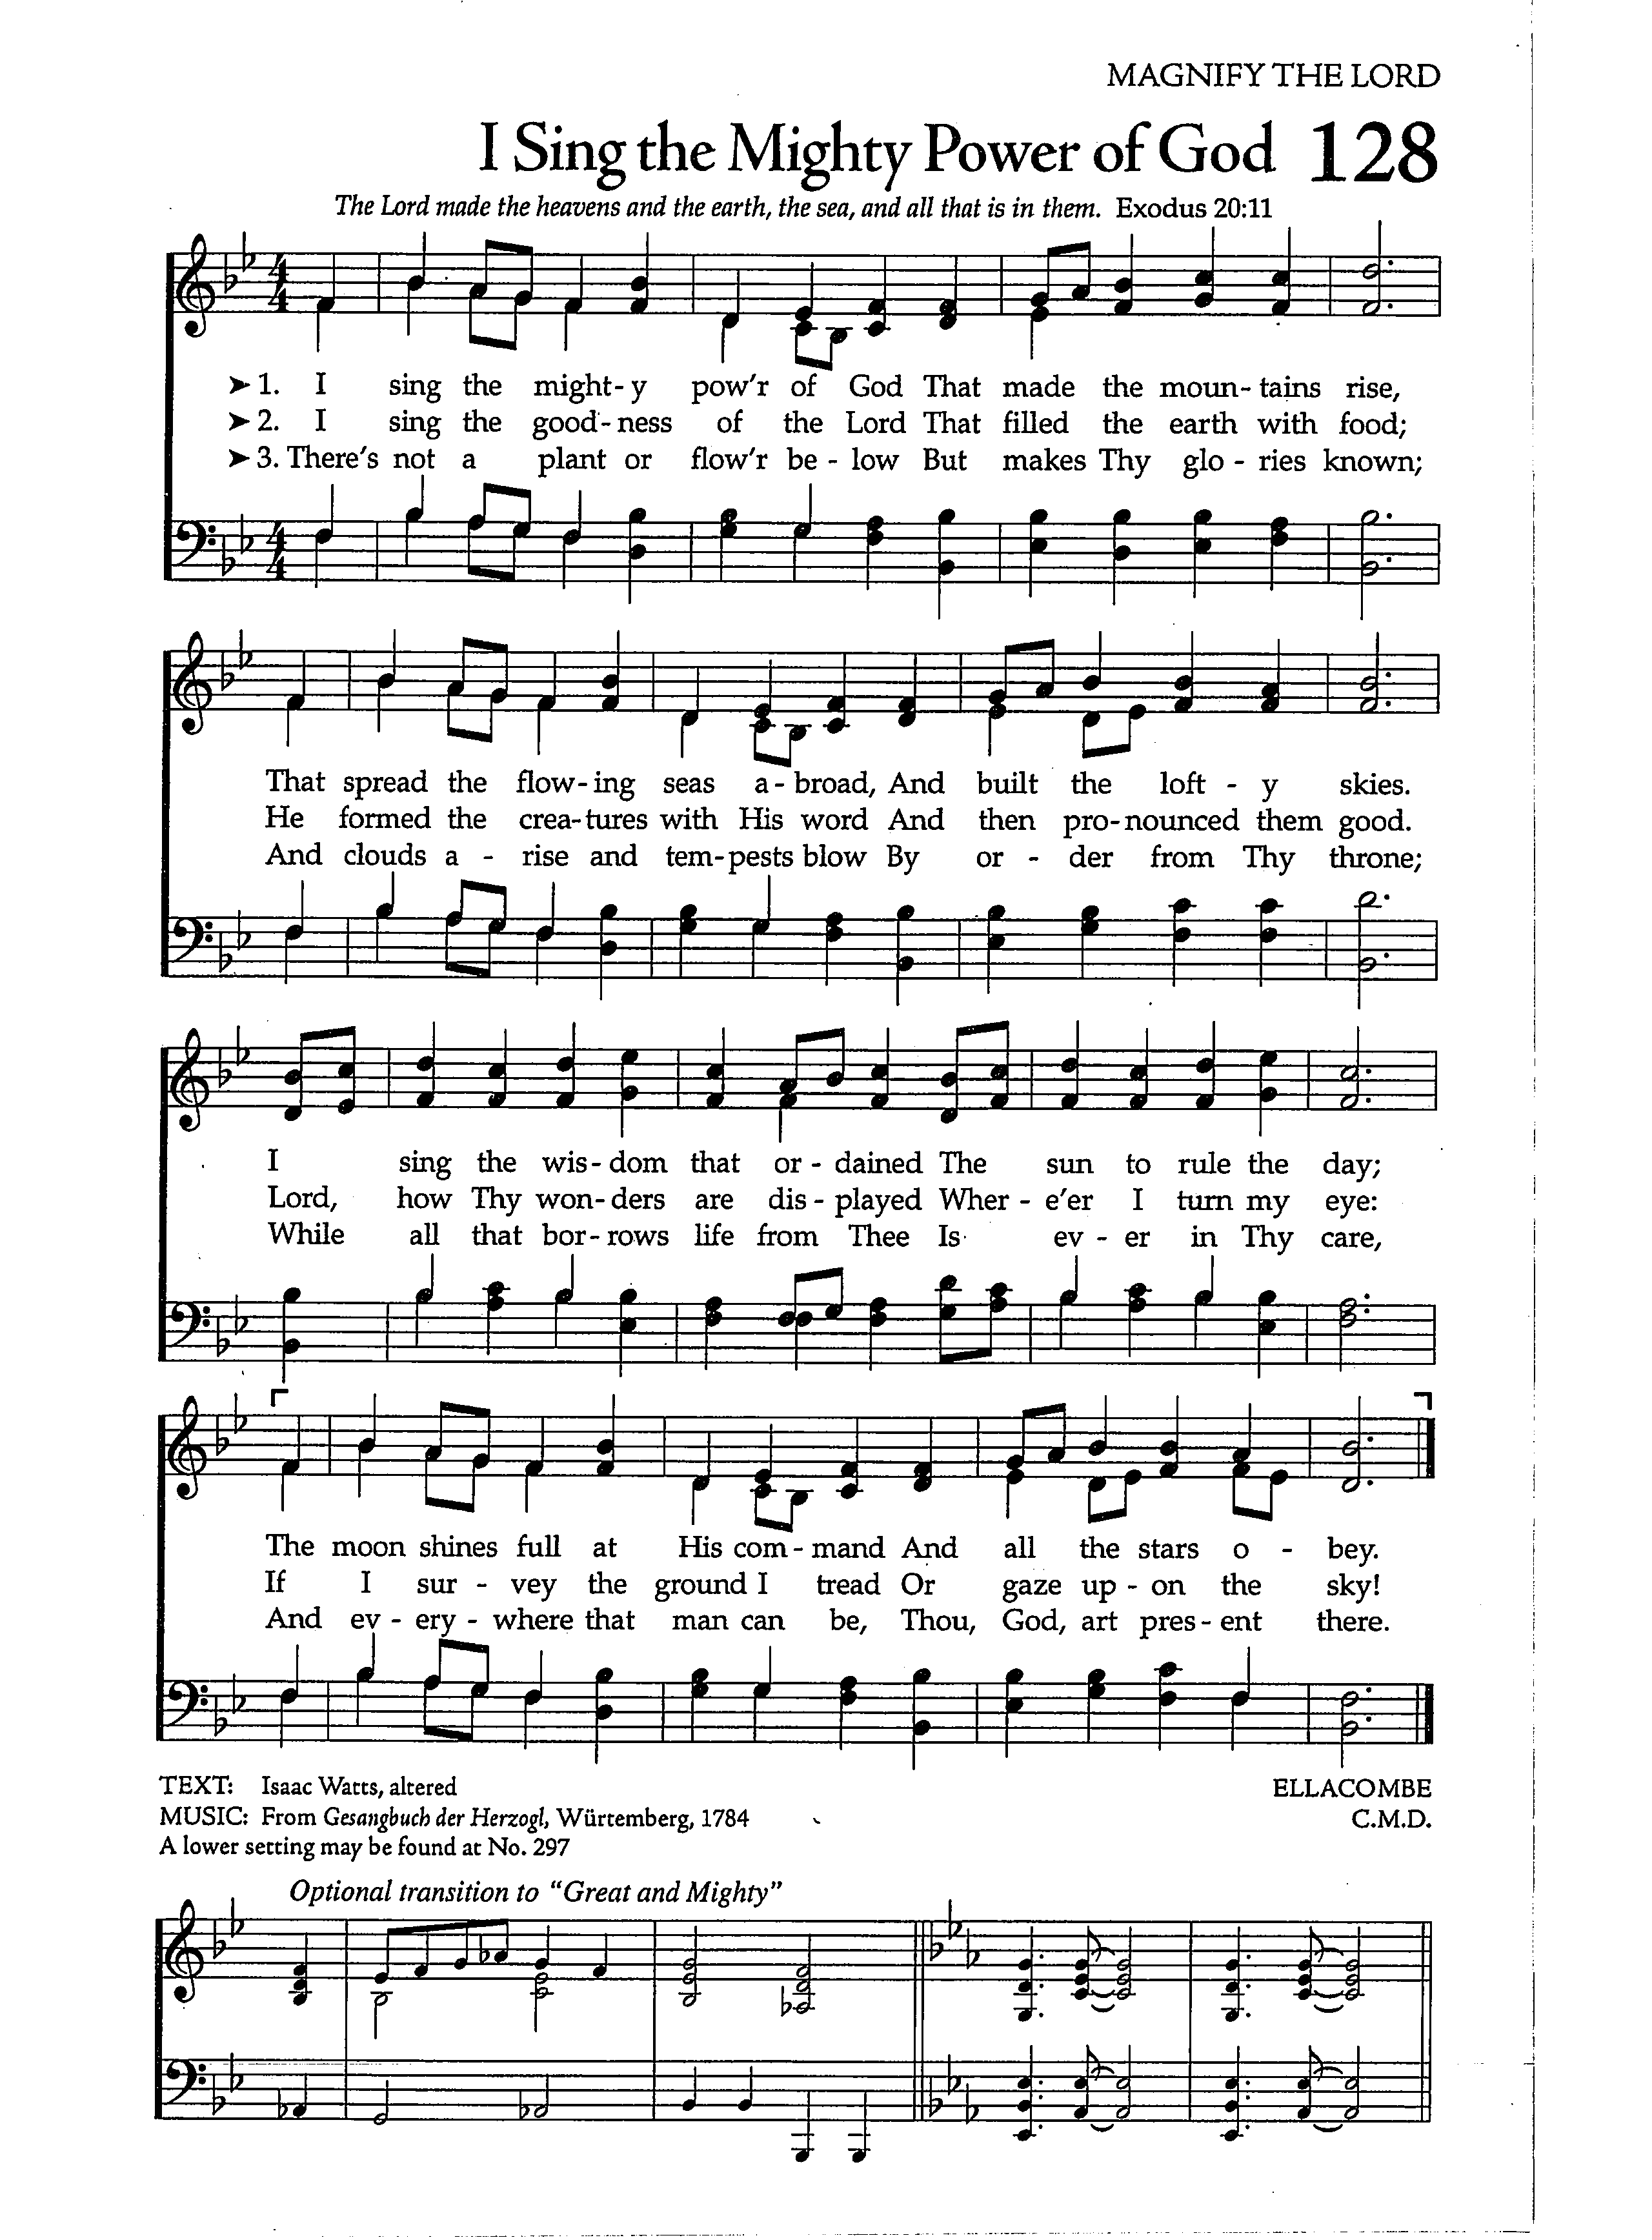 MAGNIFY THE LORD
I Sing the Mighty Power of God 128
The Lord made the heavens and the earth, the sea, and all that is in them. Exodus 20:11
➤ 1. I sing the might-y pow'r of God That made the moun-tains rise,
➤ 2. I sing the good-ness of the Lord That filled the earth with food;
➤ 3. There's not a plant or flow'r be-low But makes Thy glo-ries known;
That spread the flow-ing seas a-broad, And built the loft-y skies.
He formed the crea-tures with His word And then pro-nounced them good.
And clouds a-rise and tem-pests blow By or-der from Thy throne;
I sing the wis-dom that or-dained The sun to rule the day;
Lord, how Thy won-ders are dis-played Wher-e'er I turn my eye:
While all that bor-rows life from Thee Is ev-er in Thy care,
The moon shines full at His com-mand And all the stars o-bey.
If I sur-vey the ground I tread Or gaze up-on the sky!
And ev-ery-where that man can be, Thou, God, art pres-ent there.
TEXT: Isaac Watts, altered ELLACOMBE
MUSIC: From Gesangbuch der Herzogl, Würtemberg, 1784 C.M.D.
A lower setting may be found at No. 297
Optional transition to "Great and Mighty"